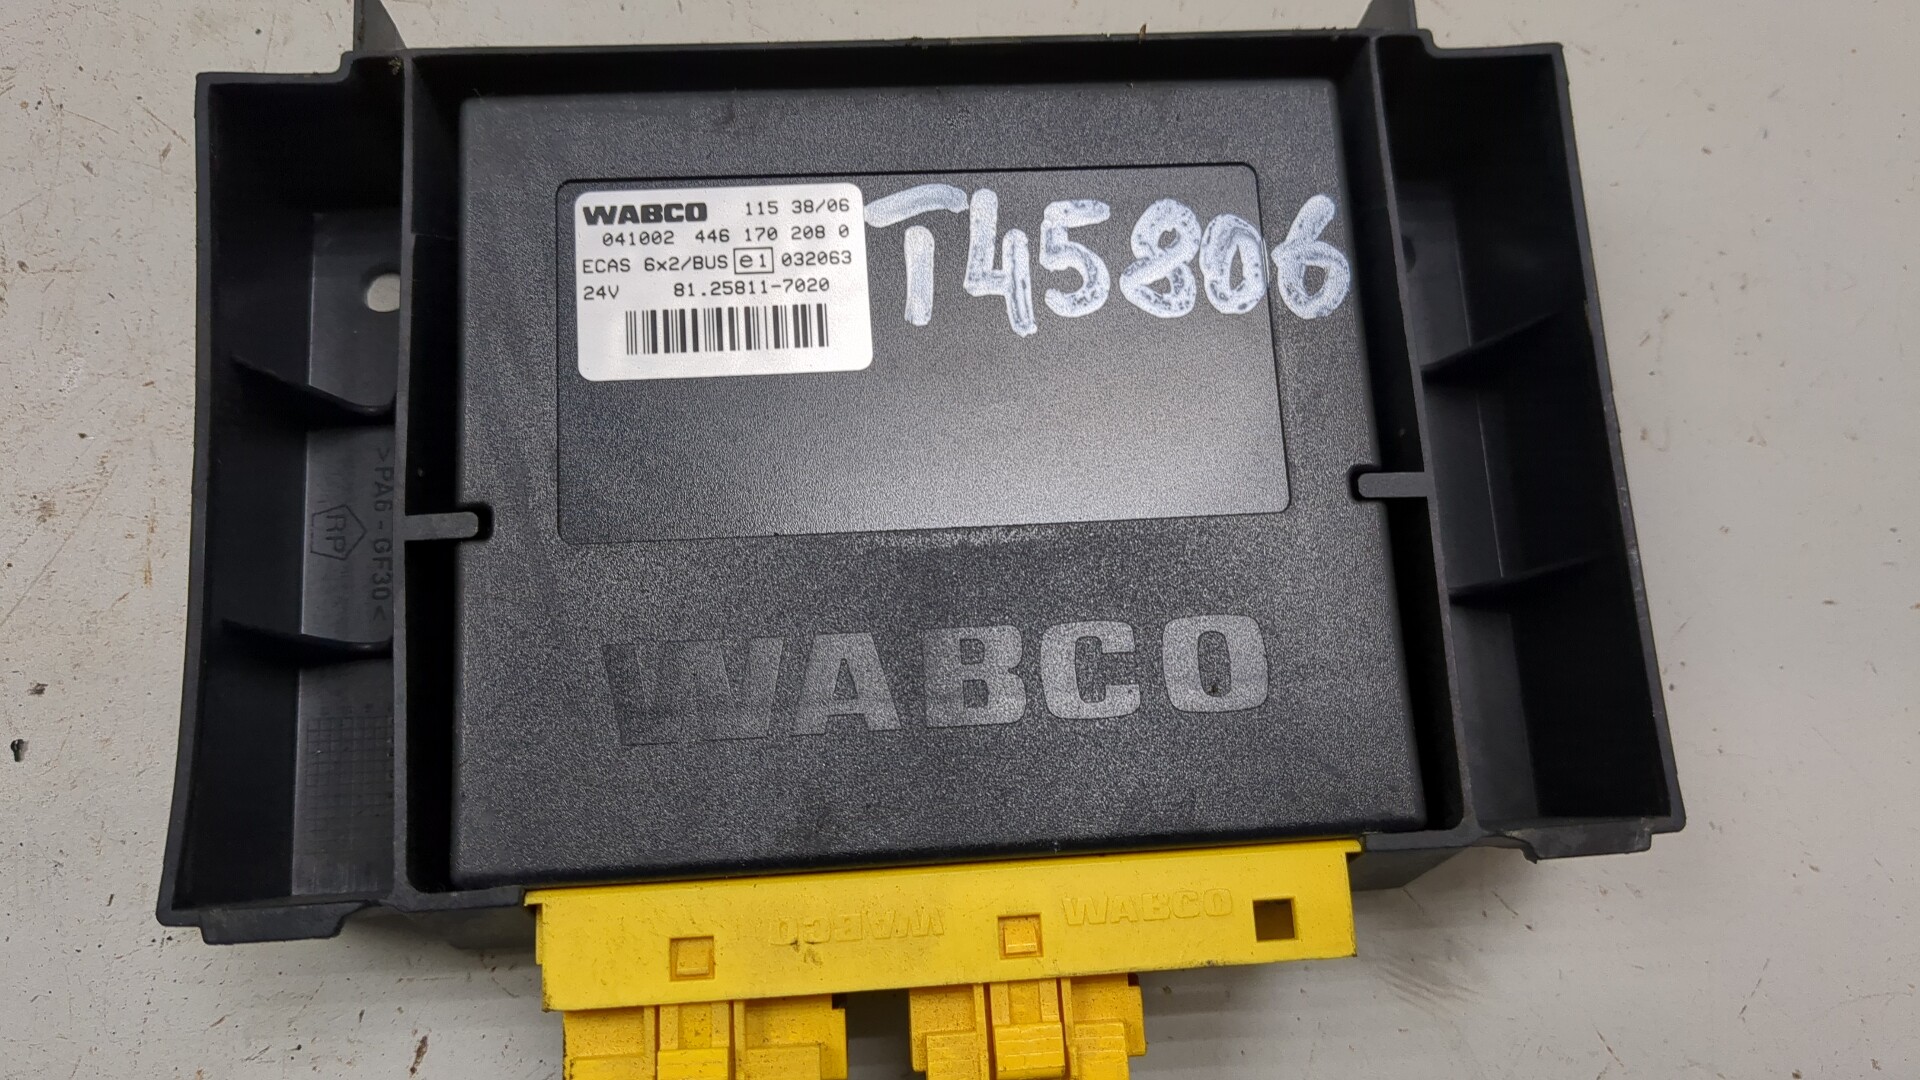 WABCO 115 38/06
041002 446 170 208 0
ECAS 6x2/BUS e1 032063
24V 81.25811-7020
T45806
>PA6-GF30<
RP
WABCO
WABCO
WABCO